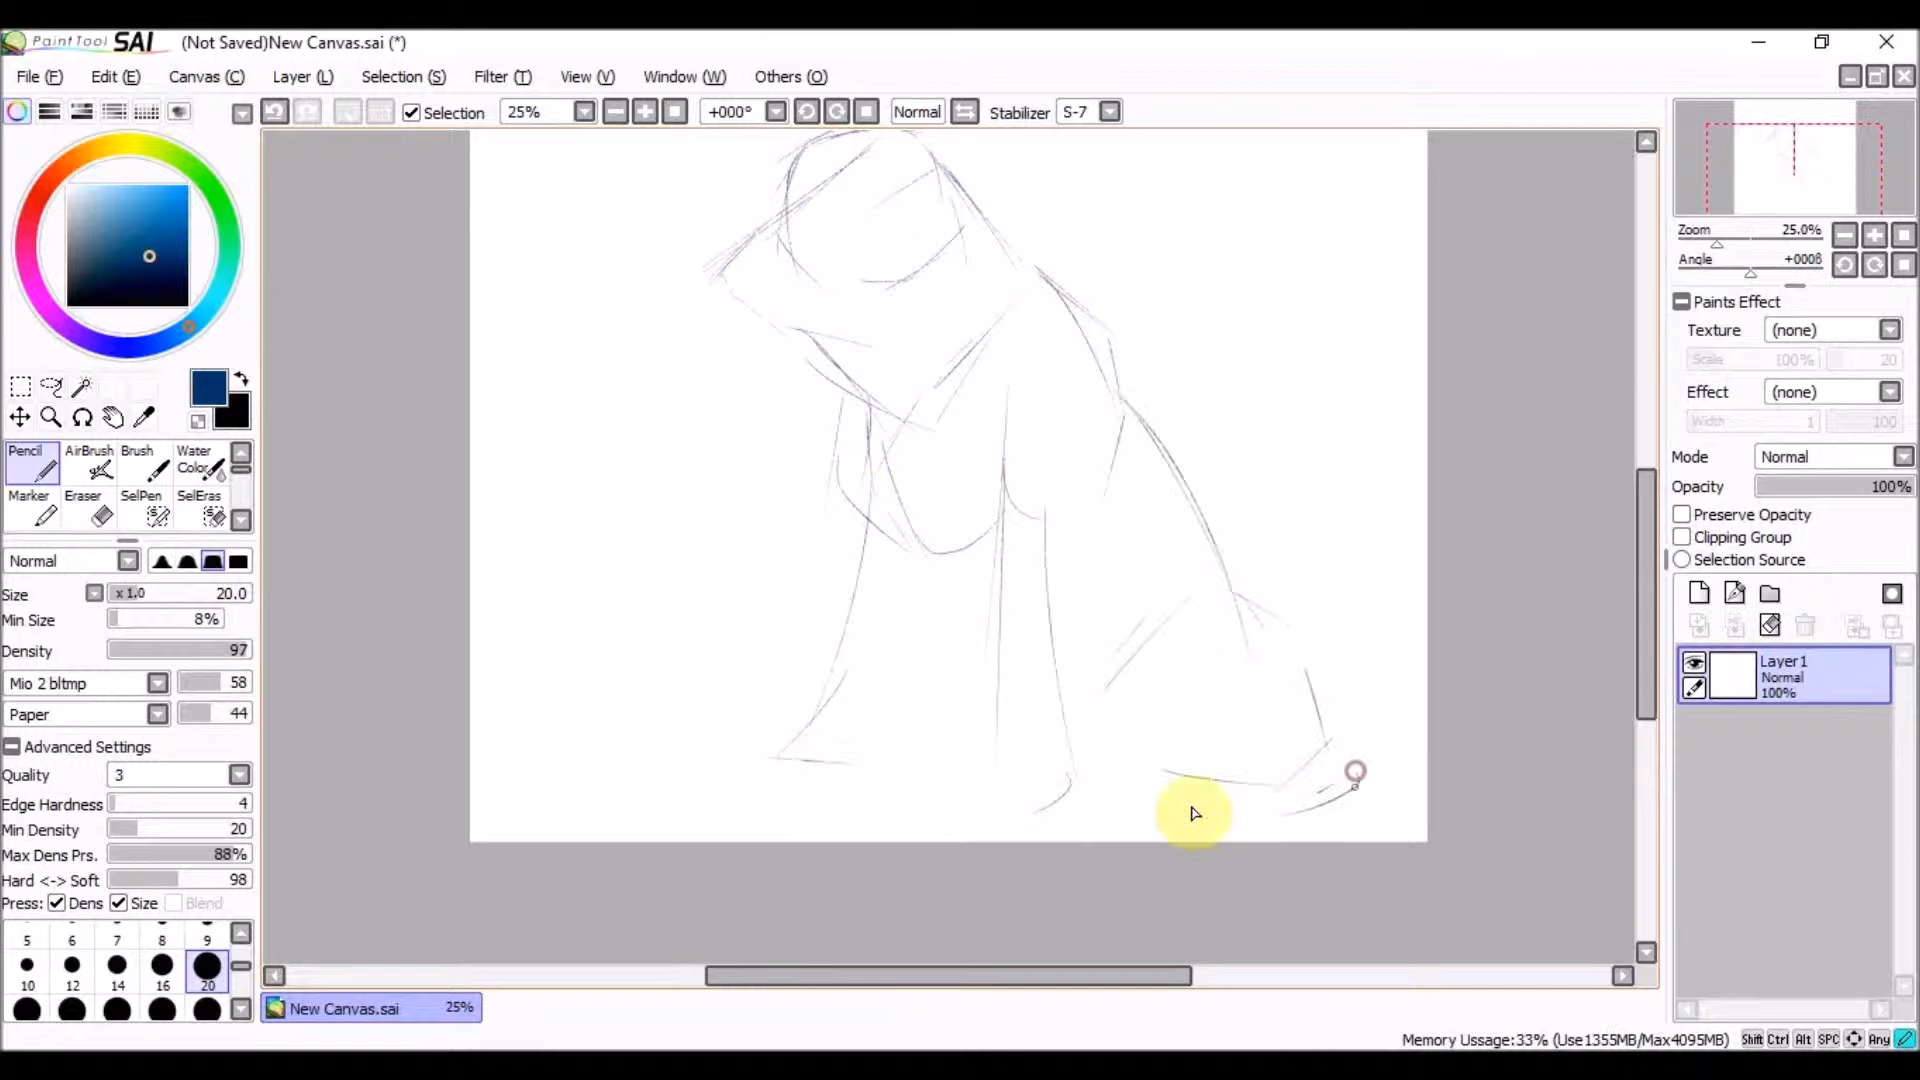 PaintTool SAI (Not Saved)New Canvas.sai (*)
File (F) Edit (E) Canvas (C) Layer (L) Selection (S) Filter (T) View (V) Window (W) Others (O)
Selection 25% +000° Normal Stabilizer S-7
Zoom 25.0%
Angle +000§
Paints Effect
Texture (none)
Scale 100% 20
Effect (none)
Width 1 100
Mode Normal
Opacity 100%
Preserve Opacity
Clipping Group
Selection Source
Layer1
Normal
100%
Pencil AirBrush Brush Water Color
Marker Eraser SelPen SelEras
Normal
Size x 1.0 20.0
Min Size 8%
Density 97
Mio 2 bltmp 58
Paper 44
Advanced Settings
Quality 3
Edge Hardness 4
Min Density 20
Max Dens Prs. 88%
Hard <-> Soft 98
Press: Dens Size Blend
5 6 7 8 9
10 12 14 16 20
New Canvas.sai 25%
Memory Ussage:33% (Use1355MB/Max4095MB) Shift Ctrl Alt SPC Any